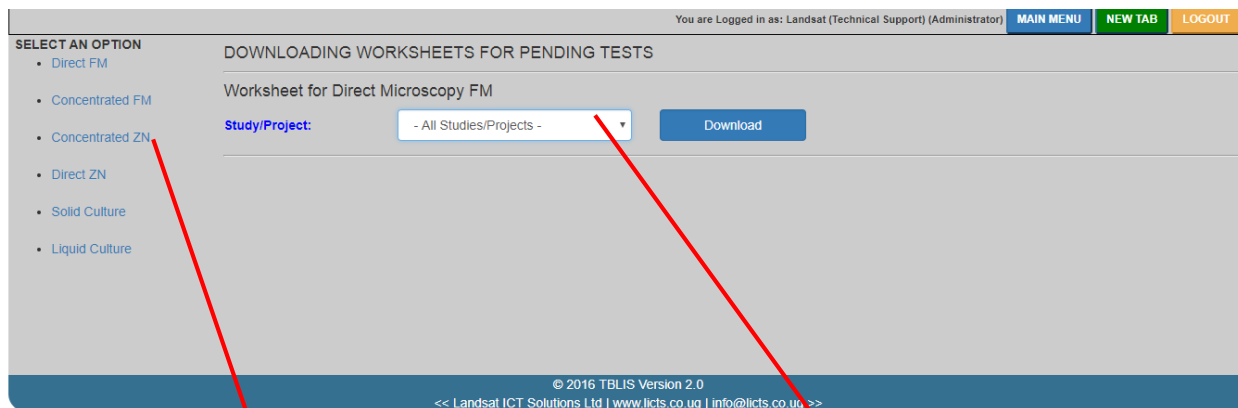 You are Logged in as: Landsat (Technical Support) (Administrator) MAIN MENU NEW TAB LOGOUT
SELECT AN OPTION
Direct FM
Concentrated FM
Concentrated ZN
Direct ZN
Solid Culture
Liquid Culture
DOWNLOADING WORKSHEETS FOR PENDING TESTS
Worksheet for Direct Microscopy FM
Study/Project: - All Studies/Projects - Download
© 2016 TBLIS Version 2.0
<< Landsat ICT Solutions Ltd | www.licts.co.ug | info@licts.co.ug >>